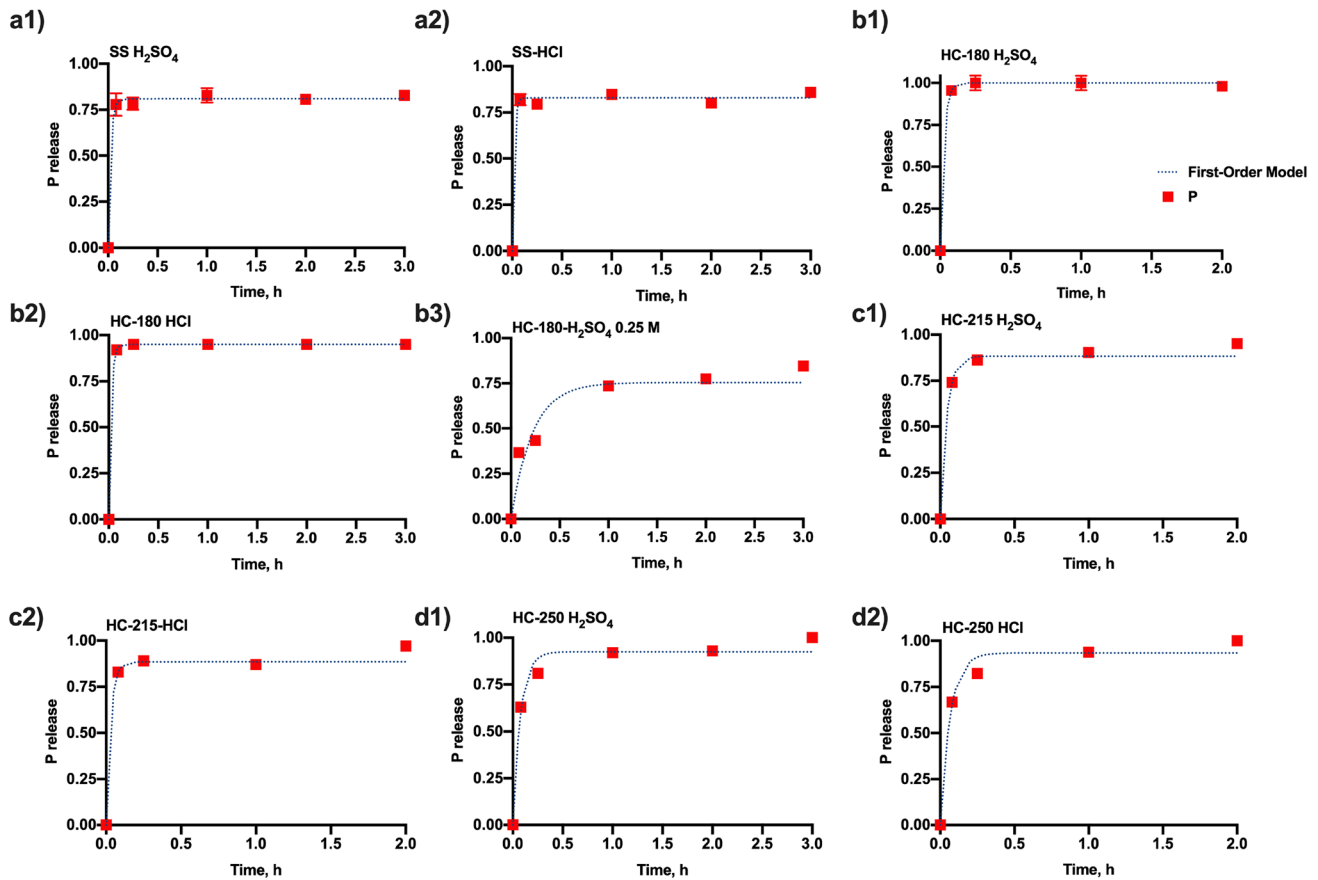 a1)
SS H₂SO₄
1.00
0.75
0.50
0.25
0.00
P release
0.0 0.5 1.0 1.5 2.0 2.5 3.0
Time, h
a2)
SS-HCl
1.00
0.75
0.50
0.25
0.00
P release
0.0 0.5 1.0 1.5 2.0 2.5 3.0
Time, h
b1)
HC-180 H₂SO₄
1.00
0.75
0.50
0.25
0.00
P release
0.0 0.5 1.0 1.5 2.0
Time, h
First-Order Model
P
b2)
HC-180 HCl
1.00
0.75
0.50
0.25
0.00
P release
0.0 0.5 1.0 1.5 2.0 2.5 3.0
Time, h
b3)
HC-180-H₂SO₄ 0.25 M
1.00
0.75
0.50
0.25
0.00
P release
0.0 0.5 1.0 1.5 2.0 2.5 3.0
Time, h
c1)
HC-215 H₂SO₄
1.00
0.75
0.50
0.25
0.00
P release
0.0 0.5 1.0 1.5 2.0
Time, h
c2)
HC-215-HCl
1.00
0.75
0.50
0.25
0.00
P release
0.0 0.5 1.0 1.5 2.0
Time, h
d1)
HC-250 H₂SO₄
1.00
0.75
0.50
0.25
0.00
P release
0.0 0.5 1.0 1.5 2.0 2.5 3.0
Time, h
d2)
HC-250 HCl
1.00
0.75
0.50
0.25
0.00
P release
0.0 0.5 1.0 1.5 2.0
Time, h